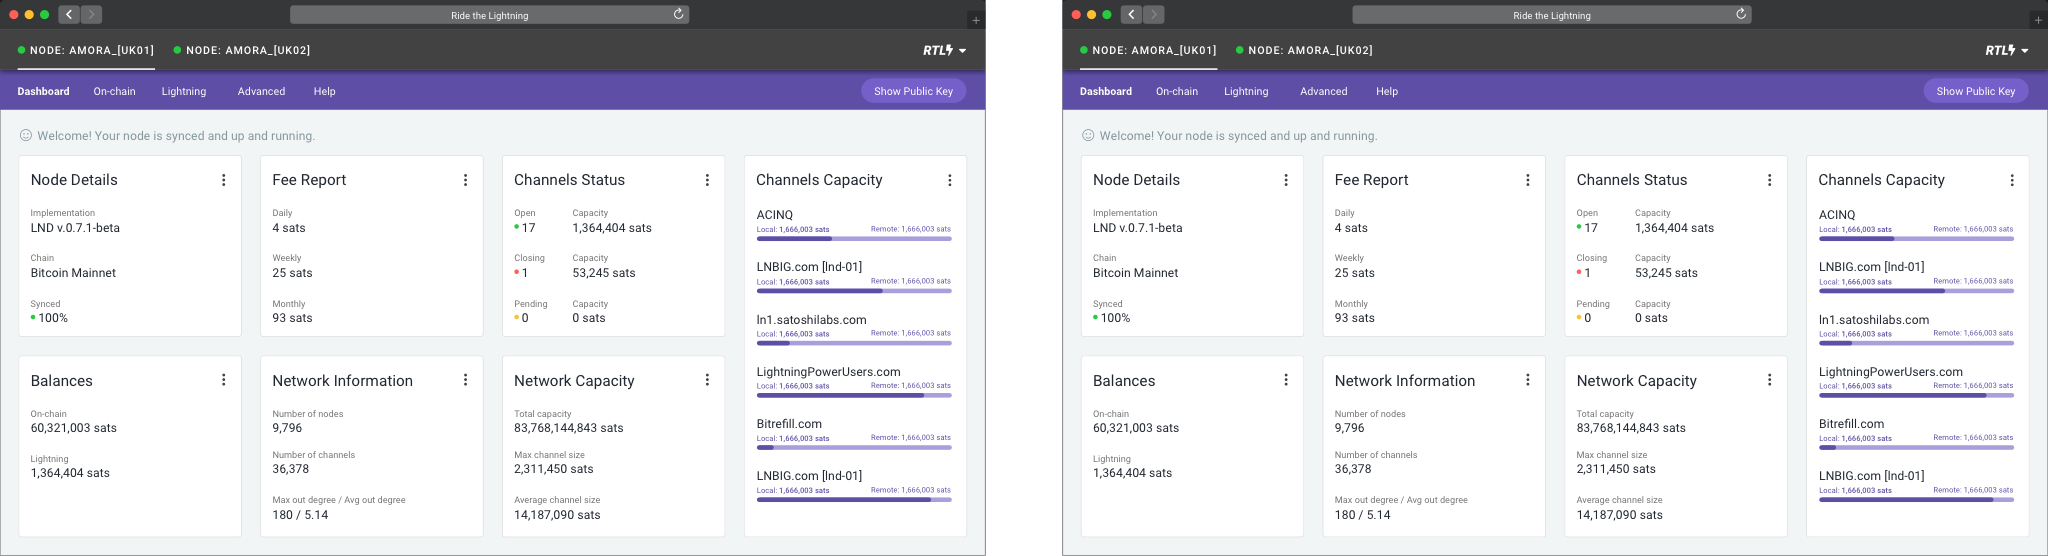 Ride the Lightning
NODE: AMORA_[UK01] NODE: AMORA_[UK02] RTL
Dashboard On-chain Lightning Advanced Help Show Public Key
Welcome! Your node is synced and up and running.
Node Details
Implementation
LND v.0.7.1-beta
Chain
Bitcoin Mainnet
Synced
100%
Fee Report
Daily
4 sats
Weekly
25 sats
Monthly
93 sats
Channels Status
Open Capacity
17 1,364,404 sats
Closing Capacity
1 53,245 sats
Pending Capacity
0 0 sats
Channels Capacity
ACINQ
Local: 1,666,003 sats Remote: 1,666,003 sats
LNBIG.com [lnd-01]
Local: 1,666,003 sats Remote: 1,666,003 sats
ln1.satoshilabs.com
Local: 1,666,003 sats Remote: 1,666,003 sats
LightningPowerUsers.com
Local: 1,666,003 sats Remote: 1,666,003 sats
Bitrefill.com
Local: 1,666,003 sats Remote: 1,666,003 sats
LNBIG.com [lnd-01]
Local: 1,666,003 sats Remote: 1,666,003 sats
Balances
On-chain
60,321,003 sats
Lightning
1,364,404 sats
Network Information
Number of nodes
9,796
Number of channels
36,378
Max out degree / Avg out degree
180 / 5.14
Network Capacity
Total capacity
83,768,144,843 sats
Max channel size
2,311,450 sats
Average channel size
14,187,090 sats
Ride the Lightning
NODE: AMORA_[UK01] NODE: AMORA_[UK02] RTL
Dashboard On-chain Lightning Advanced Help Show Public Key
Welcome! Your node is synced and up and running.
Node Details
Implementation
LND v.0.7.1-beta
Chain
Bitcoin Mainnet
Synced
100%
Fee Report
Daily
4 sats
Weekly
25 sats
Monthly
93 sats
Channels Status
Open Capacity
17 1,364,404 sats
Closing Capacity
1 53,245 sats
Pending Capacity
0 0 sats
Channels Capacity
ACINQ
Local: 1,666,003 sats Remote: 1,666,003 sats
LNBIG.com [lnd-01]
Local: 1,666,003 sats Remote: 1,666,003 sats
ln1.satoshilabs.com
Local: 1,666,003 sats Remote: 1,666,003 sats
LightningPowerUsers.com
Local: 1,666,003 sats Remote: 1,666,003 sats
Bitrefill.com
Local: 1,666,003 sats Remote: 1,666,003 sats
LNBIG.com [lnd-01]
Local: 1,666,003 sats Remote: 1,666,003 sats
Balances
On-chain
60,321,003 sats
Lightning
1,364,404 sats
Network Information
Number of nodes
9,796
Number of channels
36,378
Max out degree / Avg out degree
180 / 5.14
Network Capacity
Total capacity
83,768,144,843 sats
Max channel size
2,311,450 sats
Average channel size
14,187,090 sats